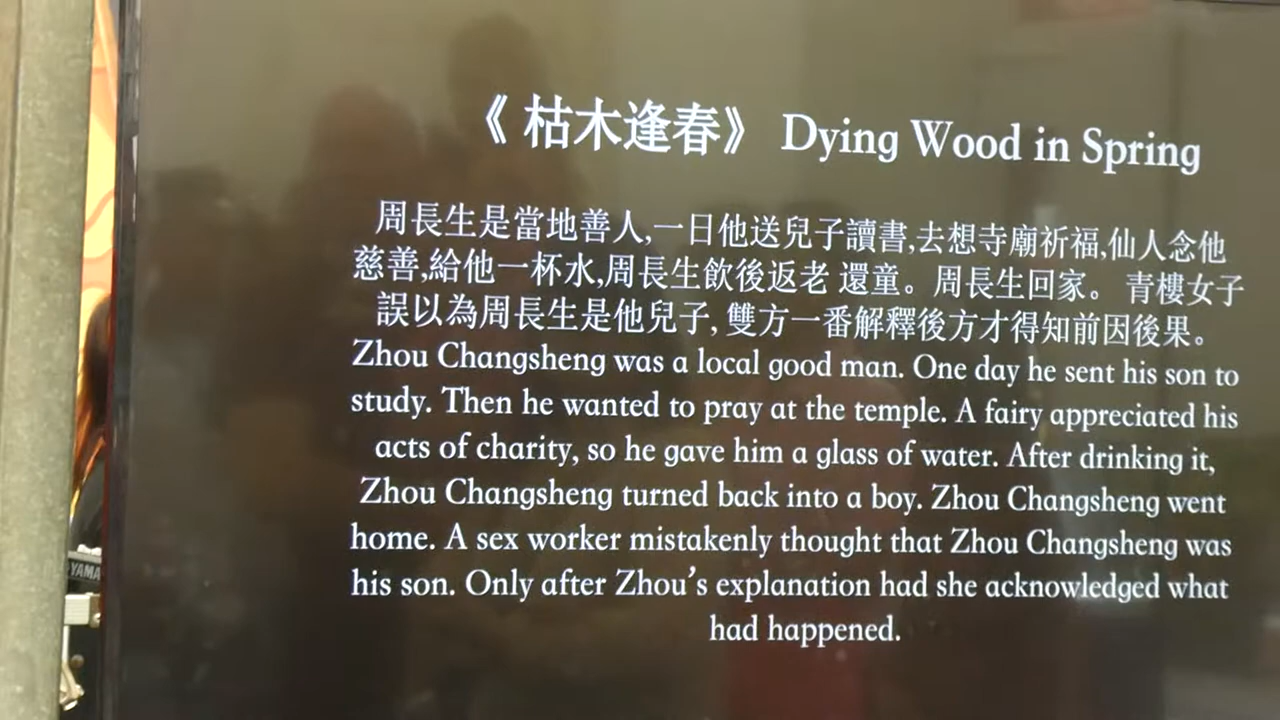 《 枯木逢春》 Dying Wood in Spring
周長生是當地善人,一日他送兒子讀書,去想寺廟祈福,仙人念他
慈善,給他一杯水,周長生飲後返老 還童。周長生回家。 青樓女子
誤以為周長生是他兒子, 雙方一番解釋後方才得知前因後果。
Zhou Changsheng was a local good man. One day he sent his son to
study. Then he wanted to pray at the temple. A fairy appreciated his
acts of charity, so he gave him a glass of water. After drinking it,
Zhou Changsheng turned back into a boy. Zhou Changsheng went
home. A sex worker mistakenly thought that Zhou Changsheng was
his son. Only after Zhou's explanation had she acknowledged what
had happened.
YAMA